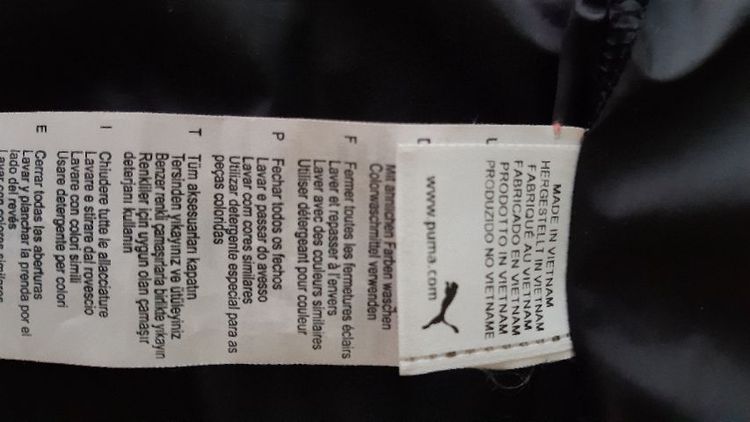 MADE IN VIETNAM
HERGESTELLT IN VIETNAM
FABRIQUÉ AU VIETNAM
FABRICADO EN VIETNAM
PRODOTTO IN VIETNAM
PRODUZIDO NO VIETNAME
www.puma.com
Mit ähnlichen Farben waschen
Colorwaschmittel verwenden
F Fermer toutes les fermetures éclairs
Laver et repasser à l'envers
Laver avec des couleurs similaires
Utiliser détergeant pour couleur
P Fechar todos os fechos
Lavar e passar do avesso
Lavar com cores similares
Utilizar detergente especial para as
peças coloridas
T Tüm aksesuarları kapatın
Tersinden yıkayınız ve ütüleyiniz
Benzer renkli çamaşırlarla birlikte yıkayın
Renkliler için uygun olan çamaşır
deterjanı kullanın
I Chiudere tutte le allacciature
Lavare e stirare dal rovescio
Lavare con colori simili
Usare detergente per colori
E Cerrar todas las aberturas
Lavar y planchar la prenda por el
lado del revés
Lavar con colores similares